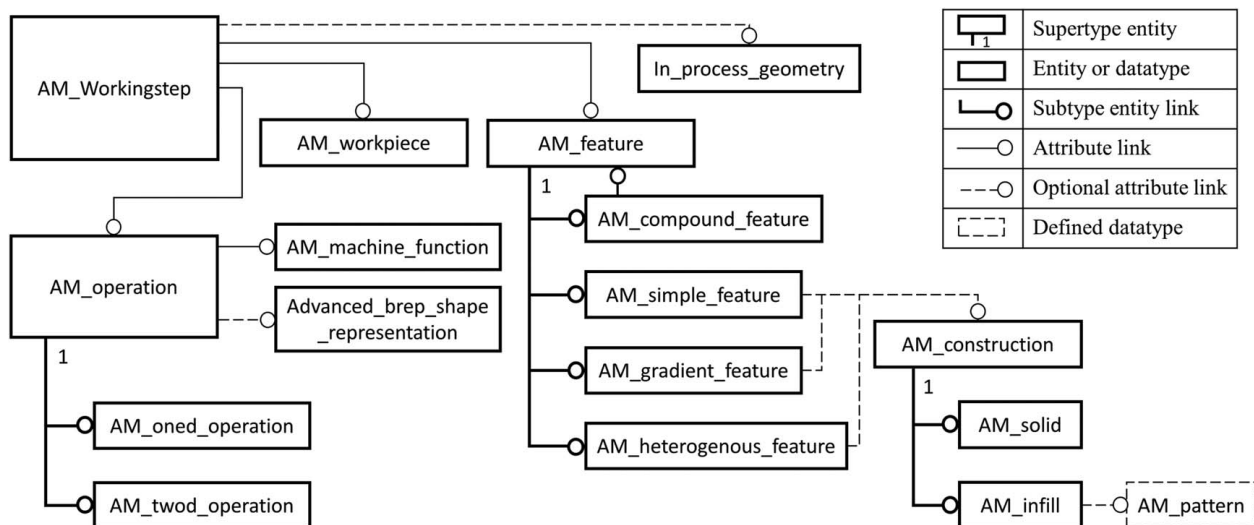 AM_Workingstep
In_process_geometry
AM_workpiece
AM_feature
1
AM_compound_feature
AM_operation
AM_machine_function
Advanced_brep_shape
_representation
1
AM_oned_operation
AM_twod_operation
AM_simple_feature
AM_gradient_feature
AM_heterogenous_feature
AM_construction
1
AM_solid
AM_infill
AM_pattern
1
Supertype entity
Entity or datatype
Subtype entity link
Attribute link
Optional attribute link
Defined datatype